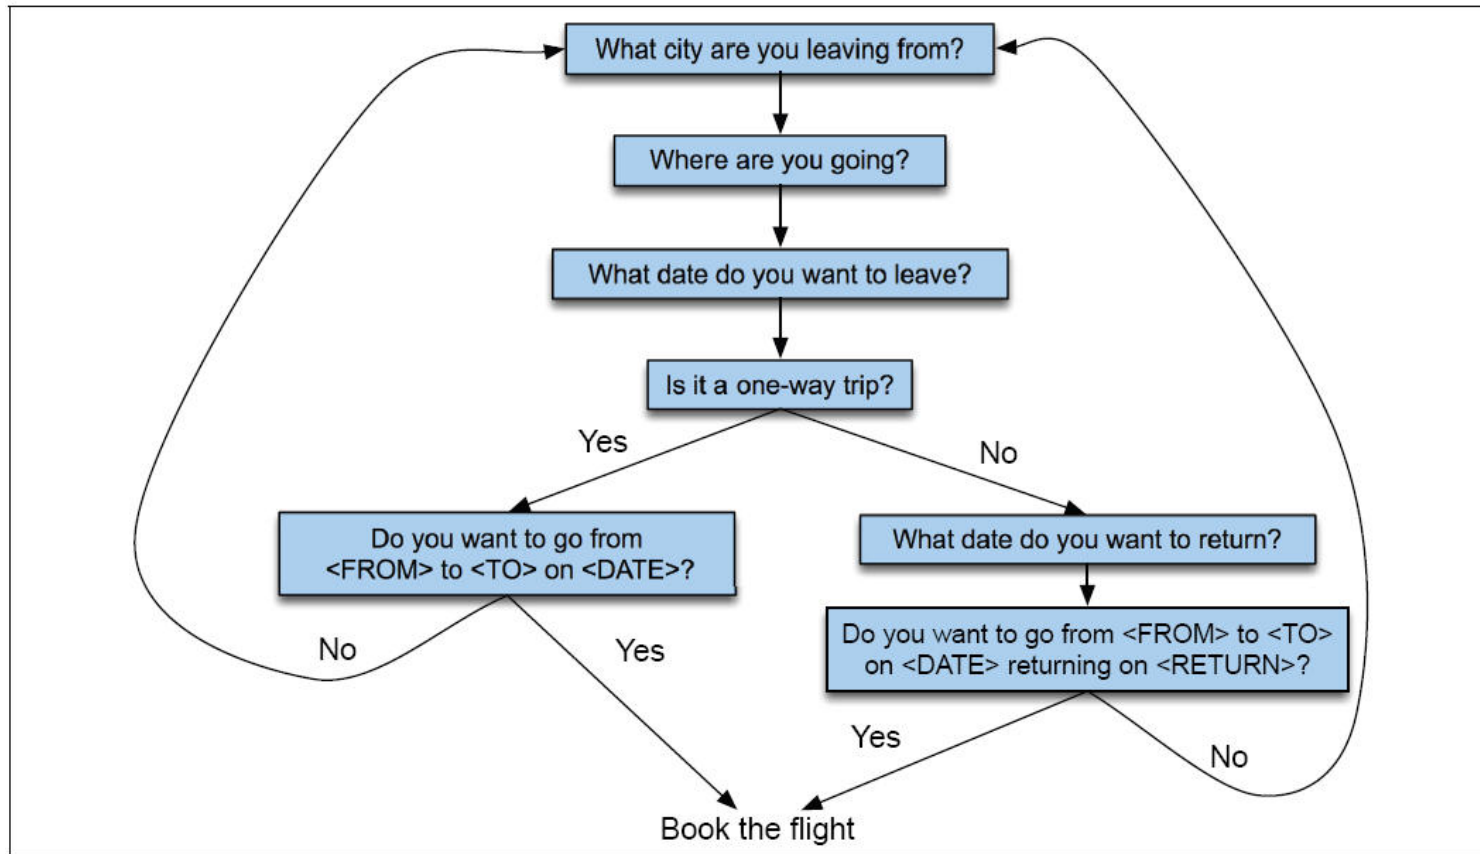 What city are you leaving from?
Where are you going?
What date do you want to leave?
Is it a one-way trip?
Yes
No
Do you want to go from
<FROM> to <TO> on <DATE>?
What date do you want to return?
Do you want to go from <FROM> to <TO>
on <DATE> returning on <RETURN>?
No
Yes
Yes
No
Book the flight